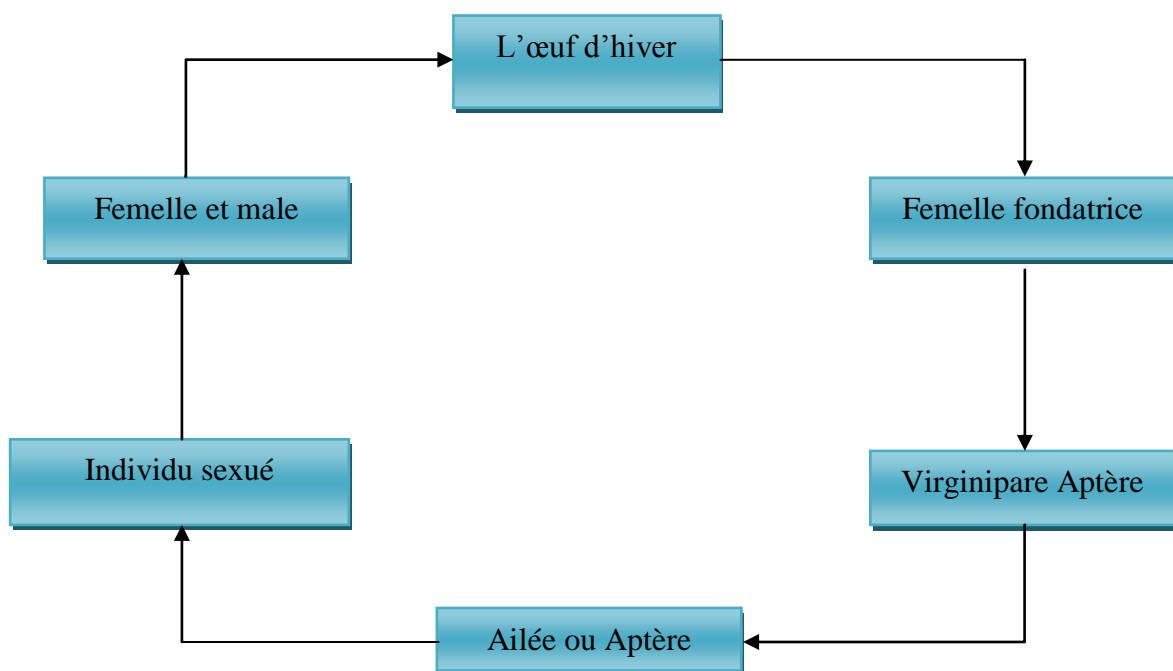 L’œuf d’hiver
Femelle et male
Femelle fondatrice
Individu sexué
Virginipare Aptère
Ailée ou Aptère